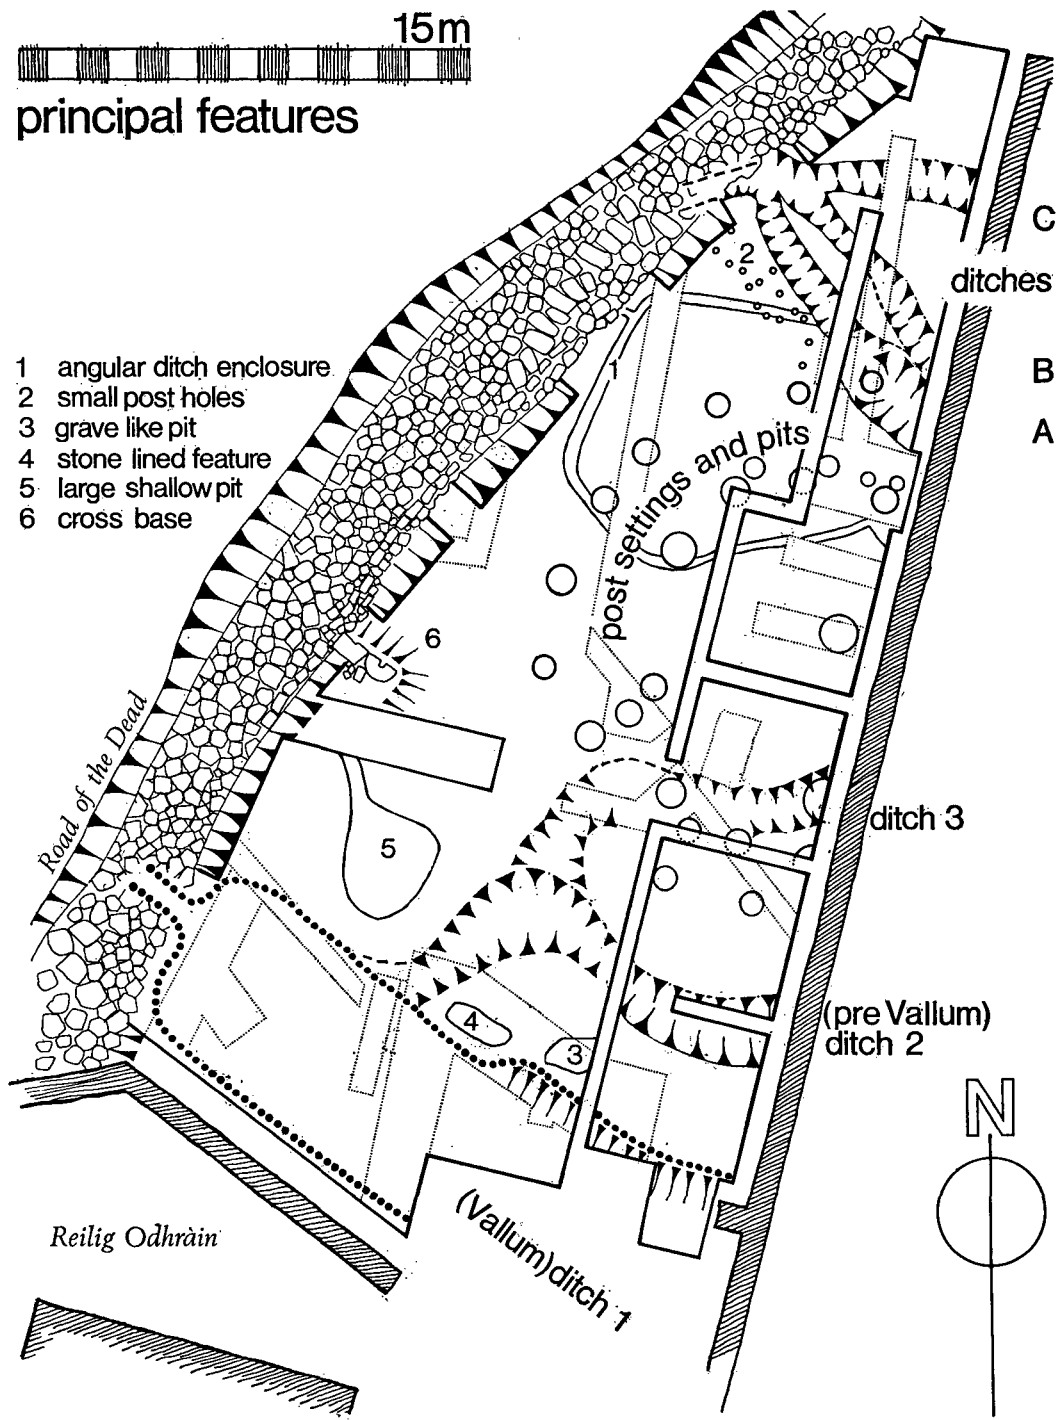 15m
principal features
1 angular ditch enclosure
2 small post holes
3 grave like pit
4 stone lined feature
5 large shallow pit
6 cross base
C
ditches
B
A
2
1
post settings and pits
6
Road of the Dead
5
ditch 3
4
3
(pre Vallum)
ditch 2
N
(Vallum) ditch 1
Reilig Odhràin